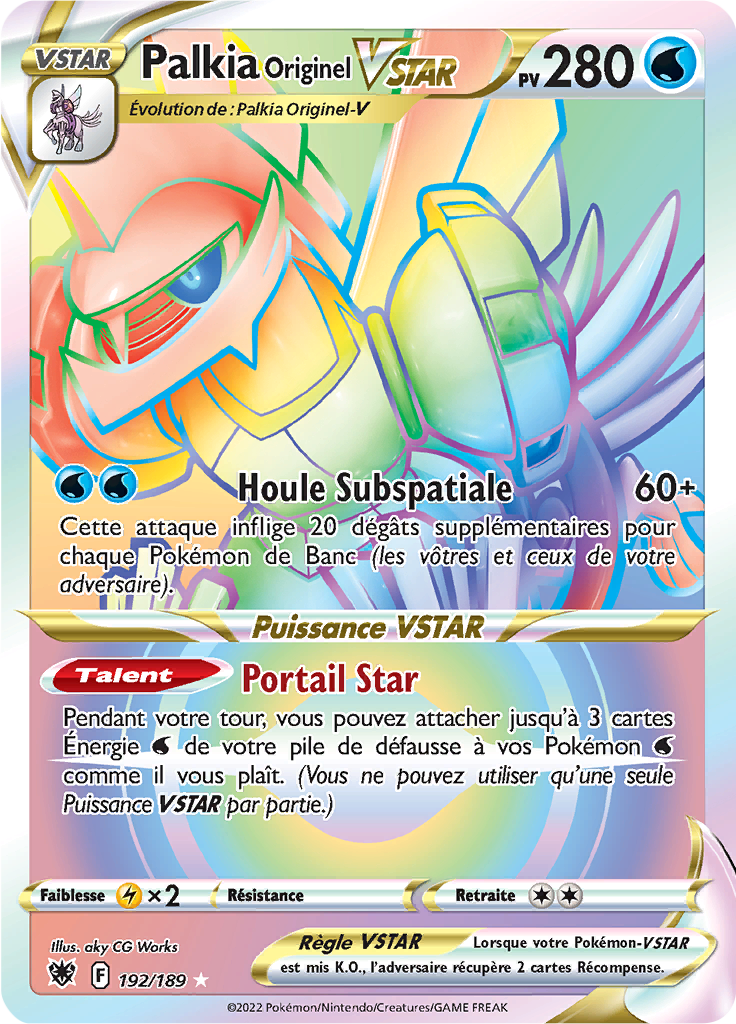 VSTAR Palkia Originel VSTAR PV 280
Évolution de : Palkia Originel-V
Houle Subspatiale 60+
Cette attaque inflige 20 dégâts supplémentaires pour
chaque Pokémon de Banc (les vôtres et ceux de votre
adversaire).
Puissance VSTAR
Talent Portail Star
Pendant votre tour, vous pouvez attacher jusqu'à 3 cartes
Énergie de votre pile de défausse à vos Pokémon
comme il vous plaît. (Vous ne pouvez utiliser qu'une seule
Puissance VSTAR par partie.)
Faiblesse ×2 Résistance Retraite
Illus. aky CG Works
Règle VSTAR Lorsque votre Pokémon-VSTAR
est mis K.O., l'adversaire récupère 2 cartes Récompense.
F 192/189
©2022 Pokémon/Nintendo/Creatures/GAME FREAK